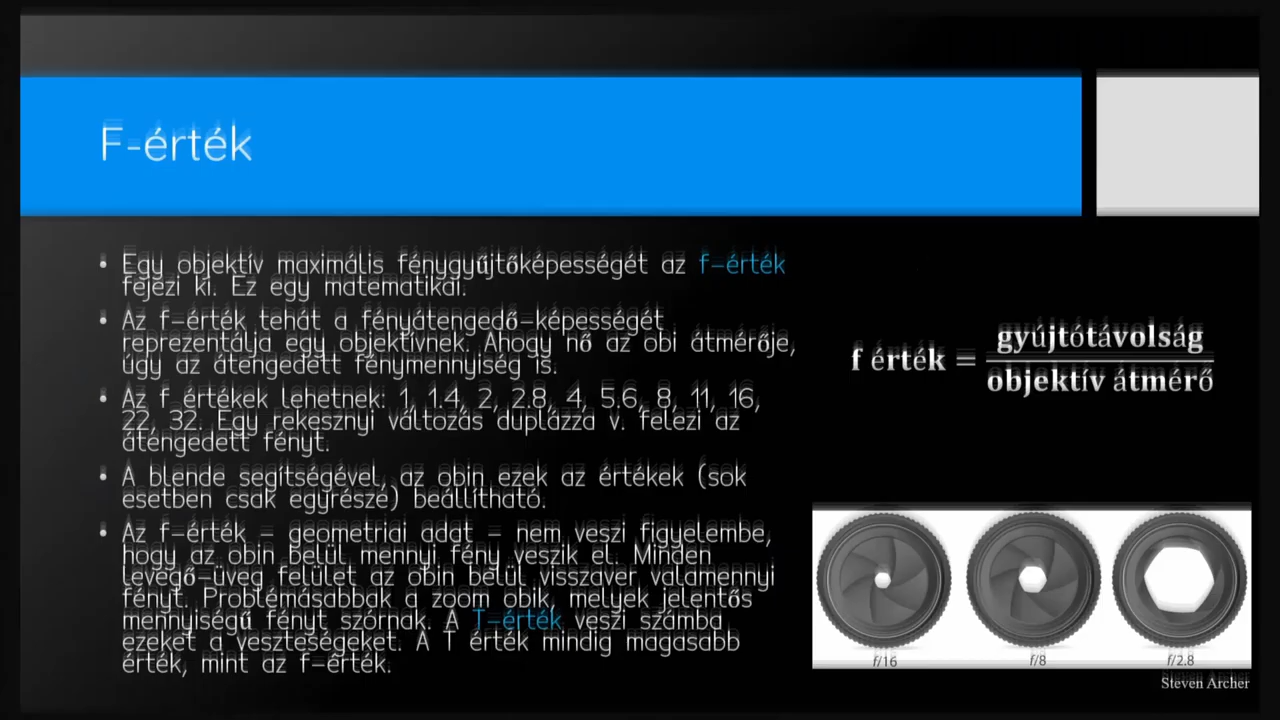 F-érték
• Egy objektív maximális fénygyűjtőképességét az f-érték
fejezi ki. Ez egy matematikai.
• Az f-érték tehát a fényátengedő-képességét
reprezentálja egy objektívnek. Ahogy nő az obi átmérője,
úgy az átengedett fénymennyiség is.
• Az f értékek lehetnek: 1, 1.4, 2, 2.8, 4, 5.6, 8, 11, 16,
22, 32. Egy rekesznyi változás duplázza v. felezi az
átengedett fényt.
• A blende segítségével, az obin ezek az értékek (sok
esetben csak egyrésze) beállítható.
• Az f-érték - geometriai adat - nem veszi figyelembe,
hogy az obin belül mennyi fény veszik el. Minden
levegő-üveg felület az obin belül visszaver valamennyi
fényt. Problémásabbak a zoom obik, melyek jelentős
mennyiségű fényt szórnak. A T-érték veszi számba
ezeket a veszteségeket. A T érték mindig magasabb
érték, mint az f-érték.
gyújtótávolság
f érték =
objektív átmérő
f/16 f/8 f/2.8
Steven Archer